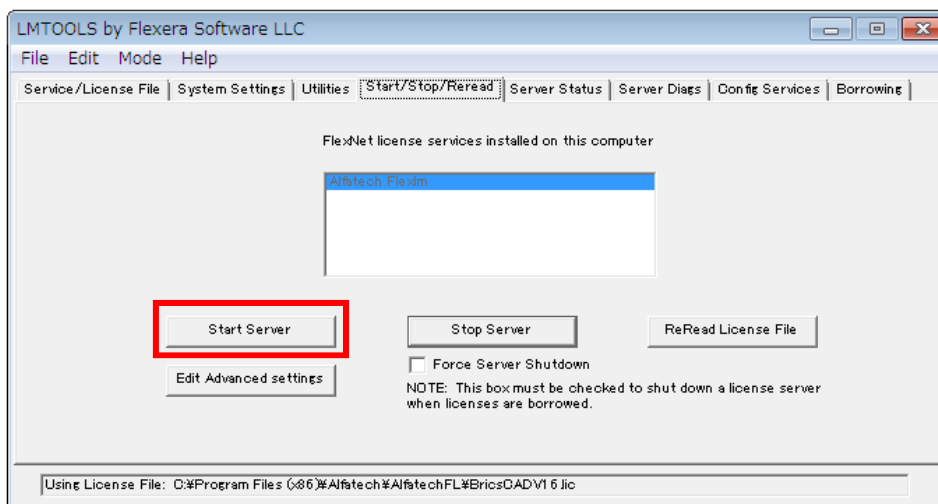 LMTOOLS by Flexera Software LLC
File Edit Mode Help
Service/License File System Settings Utilities Start/Stop/Reread Server Status Server Diags Config Services Borrowing
FlexNet license services installed on this computer
Alfatech Flexlm
Start Server Stop Server ReRead License File
Force Server Shutdown
Edit Advanced settings
NOTE: This box must be checked to shut down a license server
when licenses are borrowed.
Using License File: C:¥Program Files (x86)¥Alfatech¥AlfatechFL¥BricsCADV16.lic